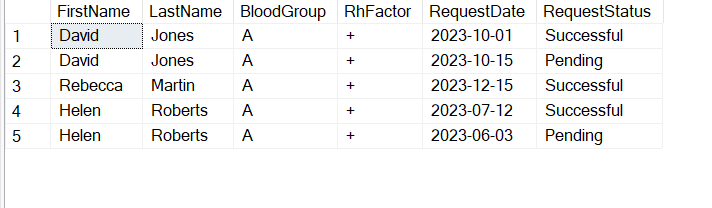 FirstName LastName BloodGroup RhFactor RequestDate RequestStatus
1 David Jones A + 2023-10-01 Successful
2 David Jones A + 2023-10-15 Pending
3 Rebecca Martin A + 2023-12-15 Successful
4 Helen Roberts A + 2023-07-12 Successful
5 Helen Roberts A + 2023-06-03 Pending